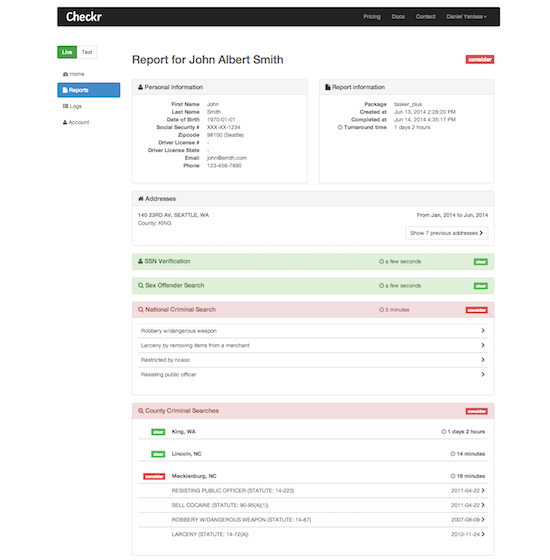 Checkr
Pricing Docs Contact Daniel Yanisse
Live Test
Home
Reports
Logs
Account
Report for John Albert Smith
consider
Personal information
First Name John
Last Name Smith
Date of Birth 1970-01-01
Social Security # XXX-XX-1234
Zipcode 98100 (Seattle)
Driver License # -
Driver License State -
Email john@smith.com
Phone 123-456-7890
Report information
Package tasker_plus
Created at Jun 13, 2014 2:28:20 PM
Completed at Jun 14, 2014 4:35:17 PM
Turnaround time 1 days 2 hours
Addresses
140 23RD AV, SEATTLE, WA From Jan, 2014 to Jun, 2014
County: KING
Show 7 previous addresses
SSN Verification a few seconds clear
Sex Offender Search a few seconds clear
National Criminal Search 5 minutes consider
Robbery w/dangerous weapon
Larceny by removing items from a merchant
Restricted by ncaoc
Resisting public officer
County Criminal Searches consider
clear King, WA 1 days 2 hours
clear Lincoln, NC 14 minutes
consider Mecklenburg, NC 16 minutes
RESISTING PUBLIC OFFICER (STATUTE: 14-223) 2011-04-22
SELL COCAINE (STATUTE: 90-95(A)(1)) 2011-04-22
ROBBERY W/DANGEROUS WEAPON (STATUTE: 14-87) 2007-08-09
LARCENY (STATUTE: 14-72(A)) 2010-11-24